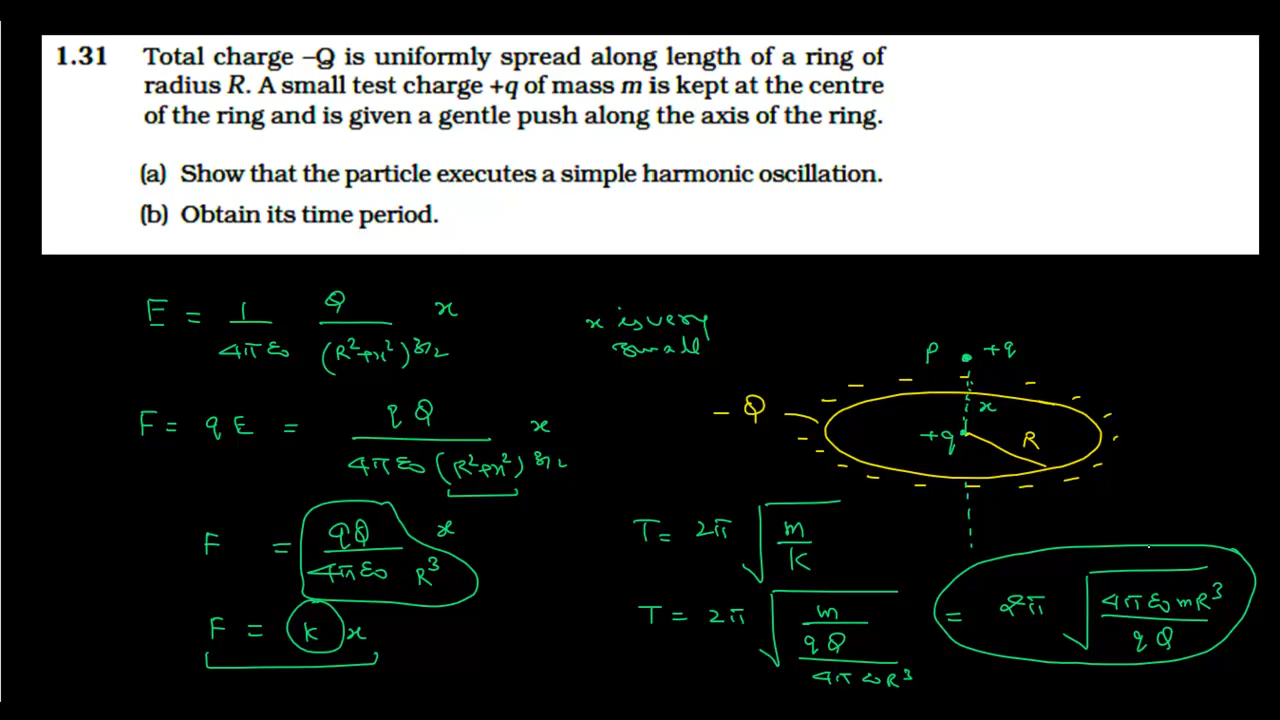 1.31 Total charge –Q is uniformly spread along length of a ring of
radius R. A small test charge +q of mass m is kept at the centre
of the ring and is given a gentle push along the axis of the ring.
(a) Show that the particle executes a simple harmonic oscillation.
(b) Obtain its time period.
E = 1/4πε₀ Q/(R²+x²)^3/2 x
x is very
small
F = qE = qQ/4πε₀(R²+x²)^3/2 x
F = qQ/4πε₀ R³ x
F = k x
P +q
x
– Q
+q
R
T = 2π √(m/k)
T = 2π √(m/(qQ/4πε₀R³)) = 2π √(4πε₀mR³/qQ)